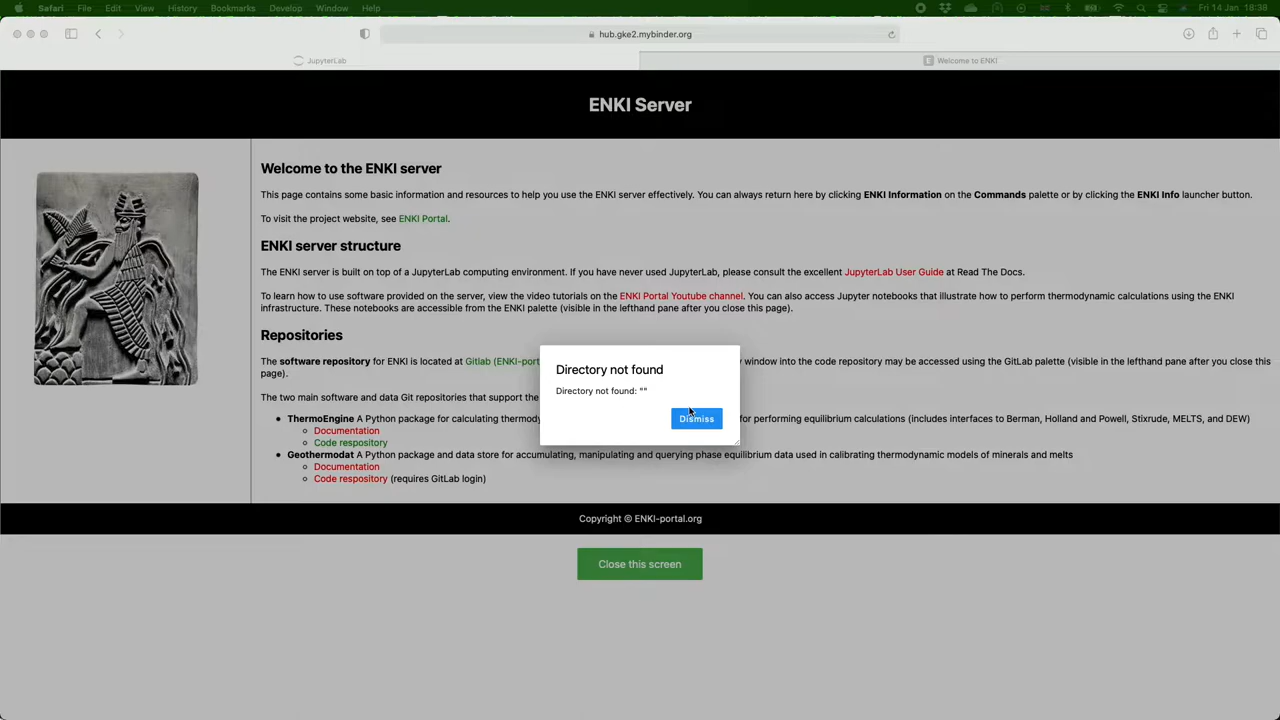 Safari File Edit View History Bookmarks Develop Window Help Fri 14 Jan 18:38
hub.gke2.mybinder.org
JupyterLab
E Welcome to ENKI
ENKI Server
Welcome to the ENKI server
This page contains some basic information and resources to help you use the ENKI server effectively. You can always return here by clicking ENKI Information on the Commands palette or by clicking the ENKI Info launcher button.
To visit the project website, see ENKI Portal.
ENKI server structure
The ENKI server is built on top of a JupyterLab computing environment. If you have never used JupyterLab, please consult the excellent JupyterLab User Guide at Read The Docs.
To learn how to use software provided on the server, view the video tutorials on the ENKI Portal Youtube channel. You can also access Jupyter notebooks that illustrate how to perform thermodynamic calculations using the ENKI
infrastructure. These notebooks are accessible from the ENKI palette (visible in the lefthand pane after you close this page).
Repositories
The software repository for ENKI is located at Gitlab (ENKI-port window into the code repository may be accessed using the GitLab palette (visible in the lefthand pane after you close this
page).
The two main software and data Git repositories that support the
• ThermoEngine A Python package for calculating thermody for performing equilibrium calculations (includes interfaces to Berman, Holland and Powell, Stixrude, MELTS, and DEW)
Documentation
Code respository
• Geothermodat A Python package and data store for accumulating, manipulating and querying phase equilibrium data used in calibrating thermodynamic models of minerals and melts
Documentation
Code respository (requires GitLab login)
Directory not found
Directory not found: ""
Dismiss
Copyright © ENKI-portal.org
Close this screen